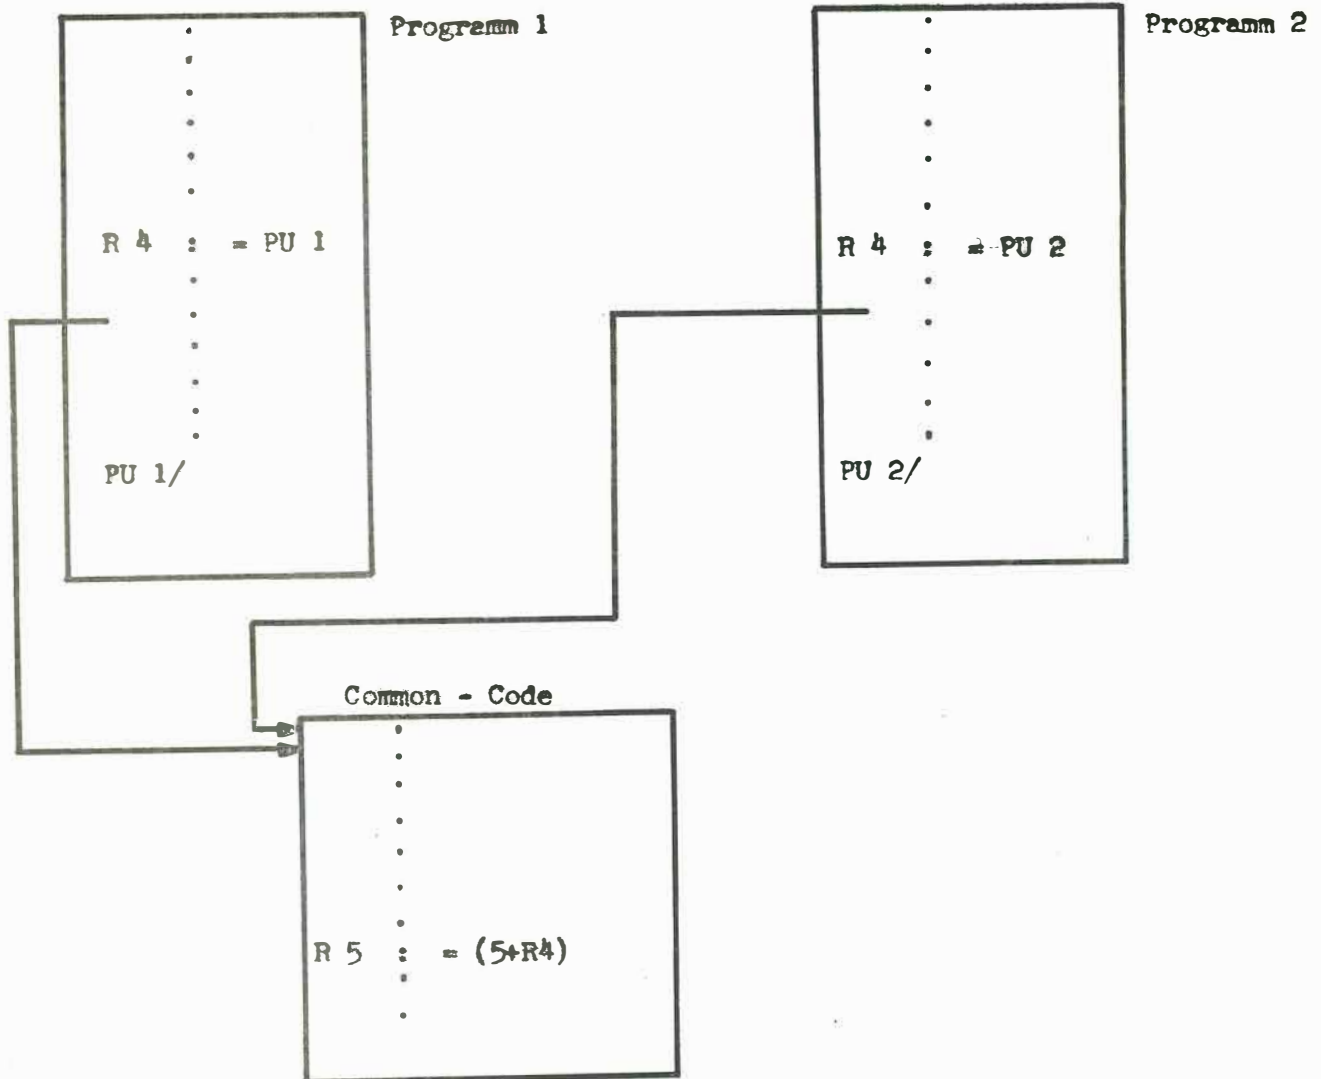 Programm 1
R 4 : = PU 1
PU 1/
Programm 2
R 4 : = PU 2
PU 2/
Common - Code
R 5 : = (5+R4)